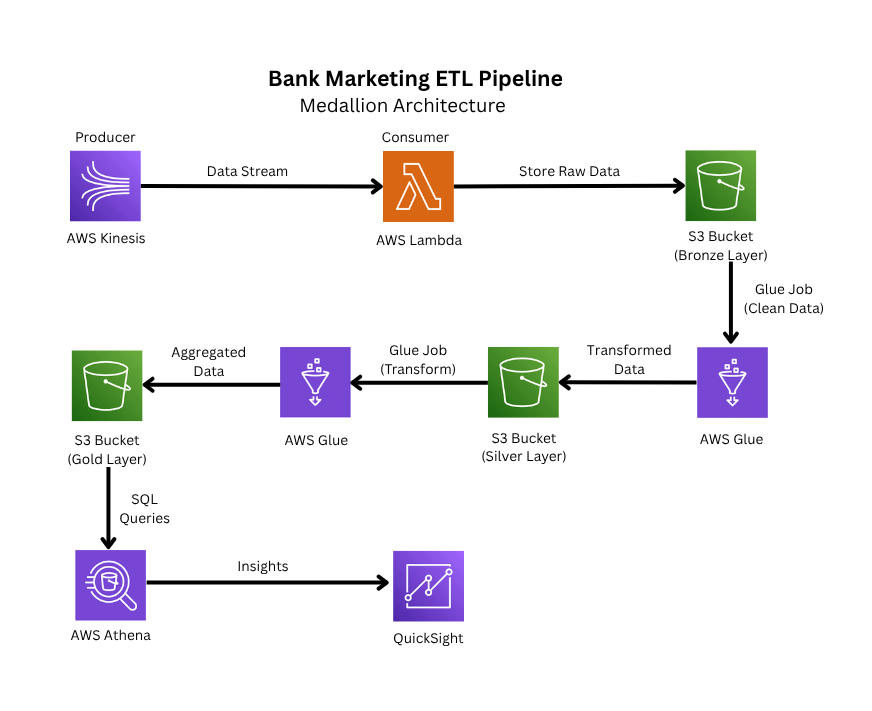 Bank Marketing ETL Pipeline
Medallion Architecture
Producer
Consumer
Data Stream
Store Raw Data
AWS Kinesis
AWS Lambda
S3 Bucket
(Bronze Layer)
Glue Job
(Clean Data)
Aggregated
Data
Glue Job
(Transform)
Transformed
Data
S3 Bucket
(Gold Layer)
AWS Glue
S3 Bucket
(Silver Layer)
AWS Glue
SQL
Queries
Insights
AWS Athena
QuickSight